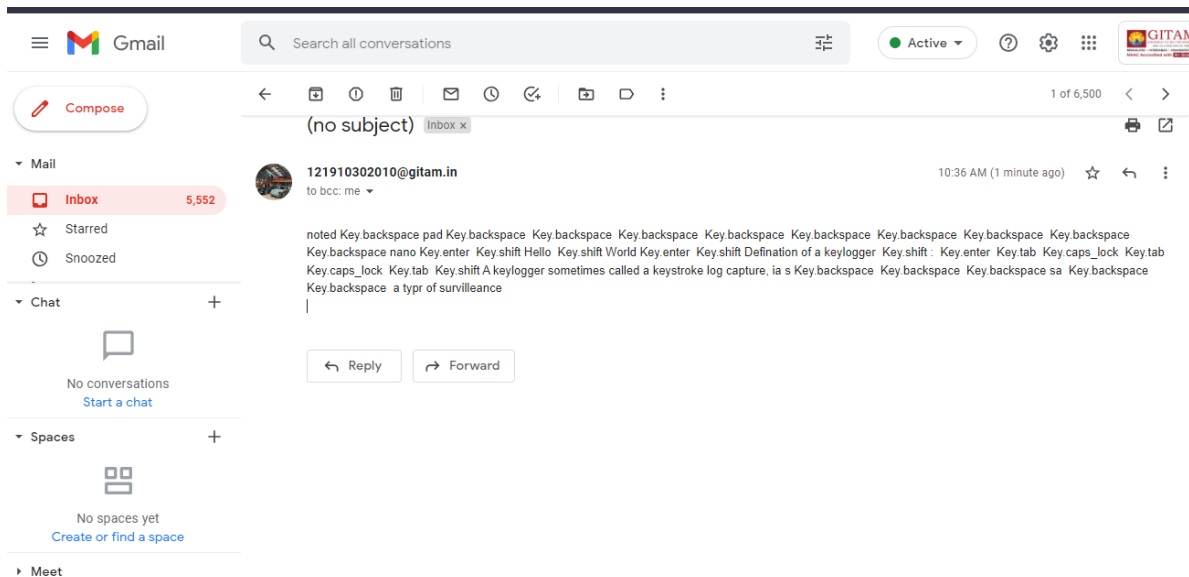 Gmail
Search all conversations
Active
GITAM
1 of 6,500
Compose
(no subject)
Inbox x
Mail
121910302010@gitam.in
10:36 AM (1 minute ago)
to bcc: me
Inbox 5,552
Starred
Snoozed
noted Key.backspace pad Key.backspace Key.backspace Key.backspace Key.backspace Key.backspace Key.backspace Key.backspace Key.backspace
Key.backspace nano Key.enter Key.shift Hello Key.shift World Key.enter Key.shift Defination of a keylogger Key.shift : Key.enter Key.tab Key.caps_lock Key.tab
Key.caps_lock Key.tab Key.shift A keylogger sometimes called a keystroke log capture, ia s Key.backspace Key.backspace Key.backspace sa Key.backspace
Key.backspace a typr of survilleance
Chat
No conversations
Start a chat
Reply
Forward
Spaces
No spaces yet
Create or find a space
Meet